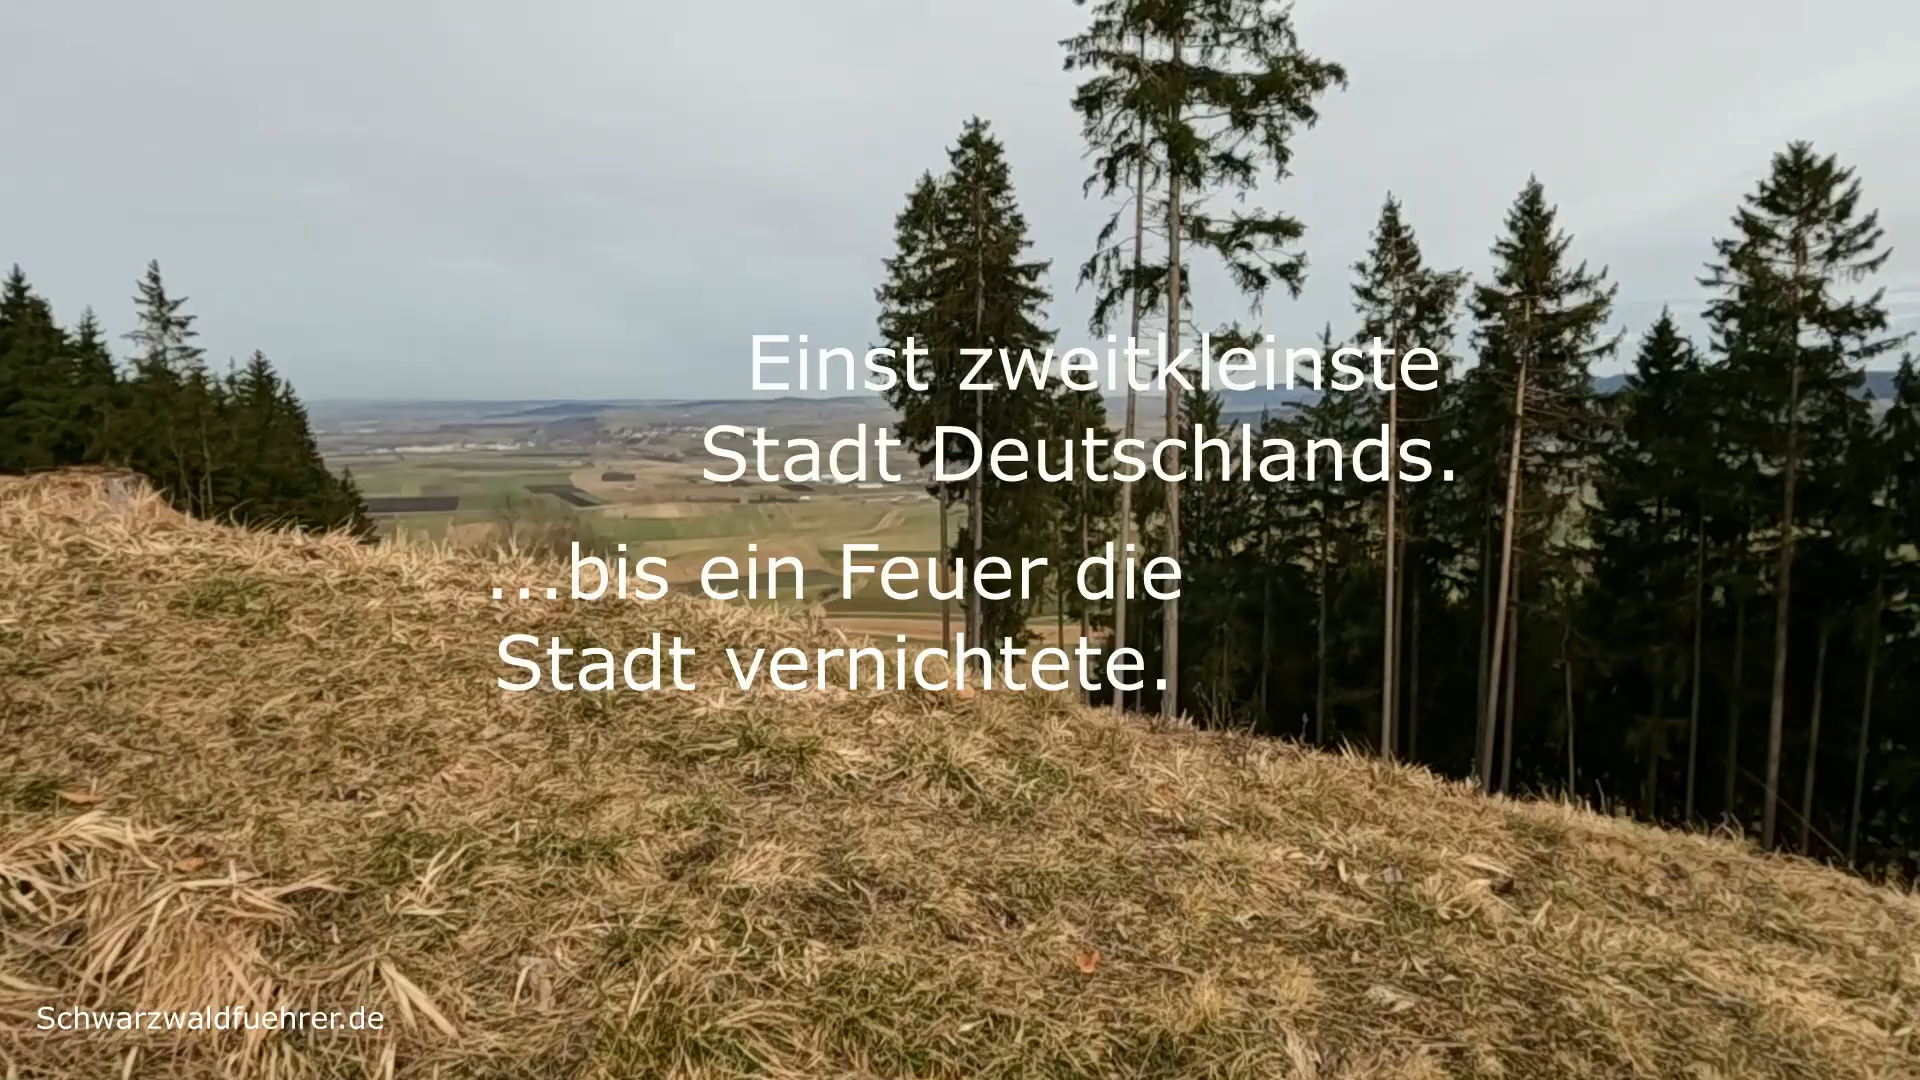 Einst zweitkleinste
Stadt Deutschlands.
...bis ein Feuer die
Stadt vernichtete.
Schwarzwaldfuehrer.de